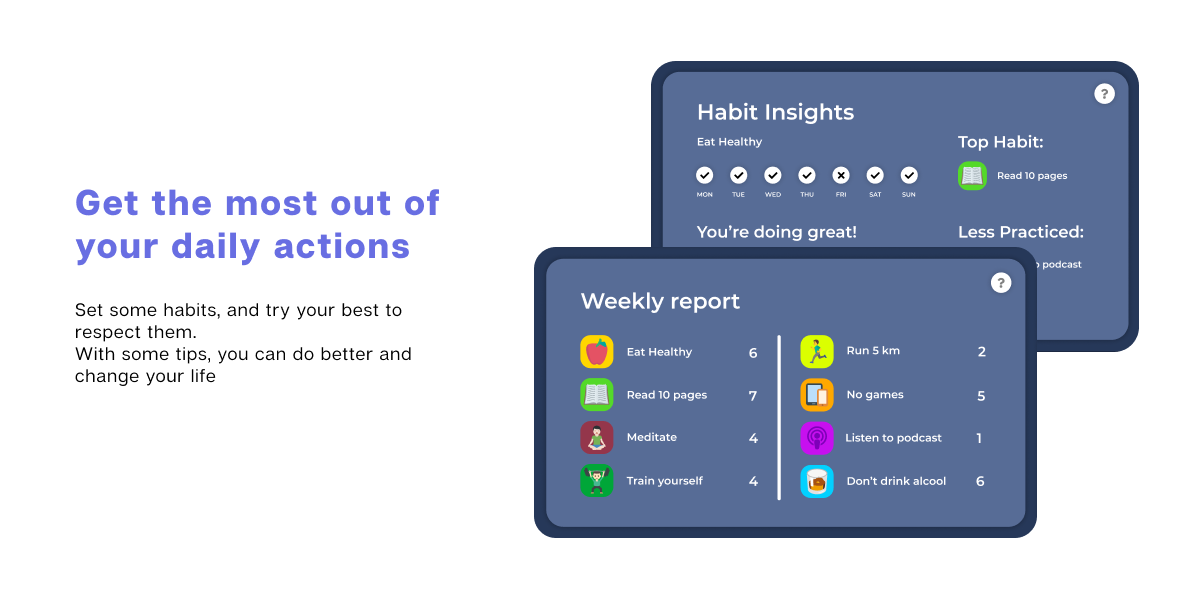 Get the most out of
your daily actions
Set some habits, and try your best to
respect them.
With some tips, you can do better and
change your life
Habit Insights
?
Eat Healthy
MON TUE WED THU FRI SAT SUN
You're doing great!
Top Habit:
Read 10 pages
Less Practiced:
podcast
Weekly report
?
Eat Healthy 6
Read 10 pages 7
Meditate 4
Train yourself 4
Run 5 km 2
No games 5
Listen to podcast 1
Don't drink alcool 6